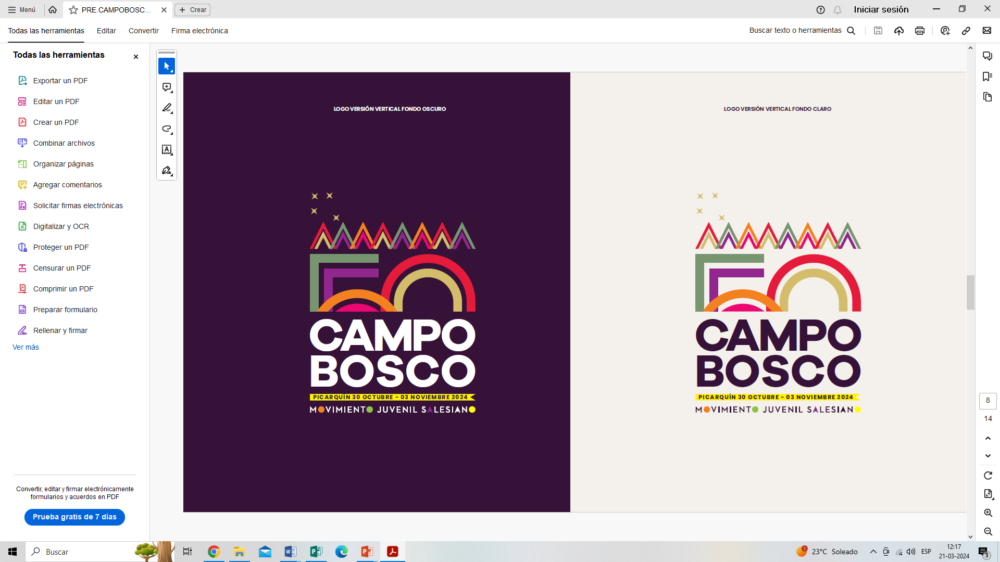 Menú
PRE.CAMPOBOSC...
Crear
Iniciar sesión
Todas las herramientas
Editar
Convertir
Firma electrónica
Buscar texto o herramientas
Todas las herramientas
Exportar un PDF
Editar un PDF
Crear un PDF
Combinar archivos
Organizar páginas
Agregar comentarios
Solicitar firmas electrónicas
Digitalizar y OCR
Proteger un PDF
Censurar un PDF
Comprimir un PDF
Preparar formulario
Rellenar y firmar
Ver más
Convertir, editar y firmar electrónicamente
formularios y acuerdos en PDF
Prueba gratis de 7 días
LOGO VERSIÓN VERTICAL FONDO OSCURO
50
CAMPO
BOSCO
PICARQUÍN 30 OCTUBRE - 03 NOVIEMBRE 2024
MOVIMIENTO JUVENIL SALESIANO
LOGO VERSIÓN VERTICAL FONDO CLARO
50
CAMPO
BOSCO
PICARQUÍN 30 OCTUBRE - 03 NOVIEMBRE 2024
MOVIMIENTO JUVENIL SALESIANO
8
14
Buscar
1
23°C Soleado
ESP
12:17
21-03-2024
3